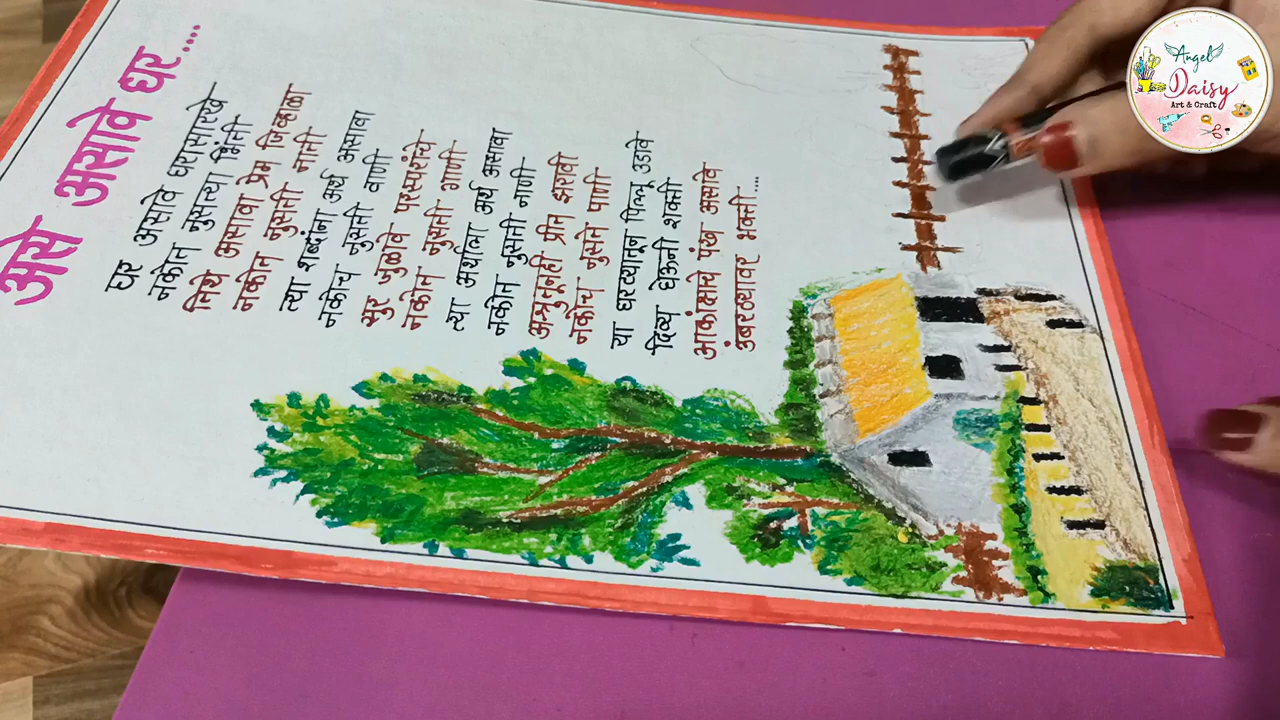 असे असावे घर....
घर असावे घरासारखे
नकोत नुसत्या भिंती
नित्य असावा प्रेम जिव्हाळा
नकोत नुसती नाती
त्या शब्दांना अर्थ असावा
नकोच नुसती वाणी
सुर जुळावे परस्परांचे
नकोत नुसती गाणी
त्या अर्थाला अर्थ असावा
नकोत नुसती नाणी
अश्रुतूनही प्रीत झरावी
नकोच नुसते पाणी
या घरट्यातून पिल्लू उडावे
दिव्य घेऊनी शक्ती
आकांक्षाचे पंख असावे
उंबरठ्यावर भक्ती....
Angel
Daisy
Art & Craft